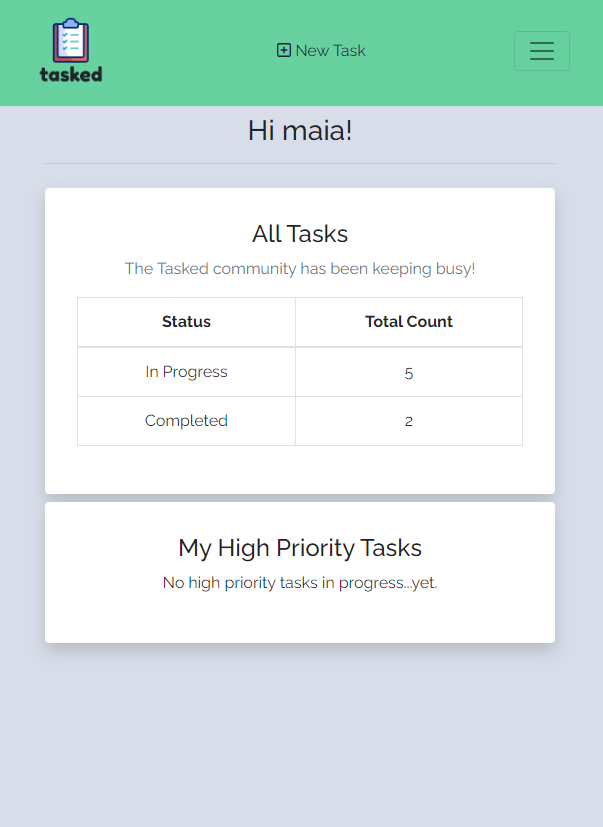 tasked
New Task
Hi maia!
All Tasks
The Tasked community has been keeping busy!
Status Total Count
In Progress 5
Completed 2
My High Priority Tasks
No high priority tasks in progress...yet.